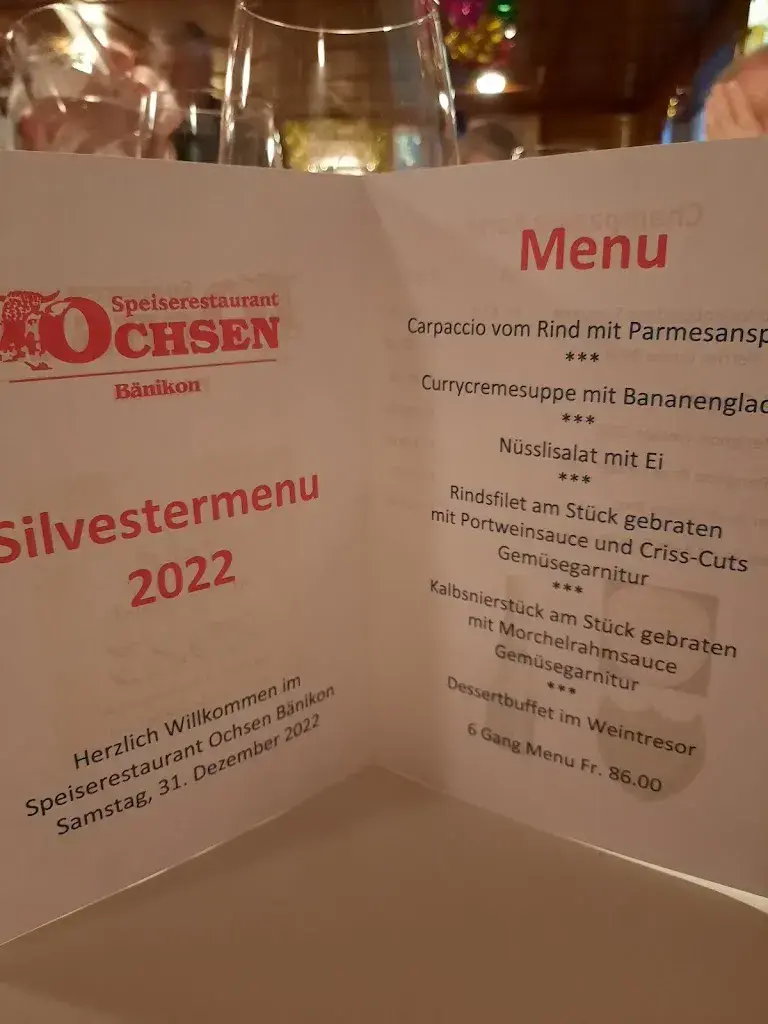 Speiserestaurant
OCHSEN
Bänikon
Silvestermenu
2022
Herzlich Willkommen im
Speiserestaurant Ochsen Bänikon
Samstag, 31. Dezember 2022
Menu
Carpaccio vom Rind mit Parmesansp
***
Currycremesuppe mit Bananenglac
***
Nüsslisalat mit Ei
***
Rindsfilet am Stück gebraten
mit Portweinsauce und Criss-Cuts
Gemüsegarnitur
***
Kalbsnierstück am Stück gebraten
mit Morchelrahmsauce
Gemüsegarnitur
***
Dessertbuffet im Weintresor
6 Gang Menu Fr. 86.00